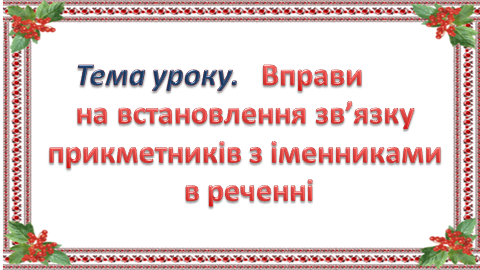 Тема уроку. Вправи
на встановлення зв’язку
прикметників з іменниками
в реченні